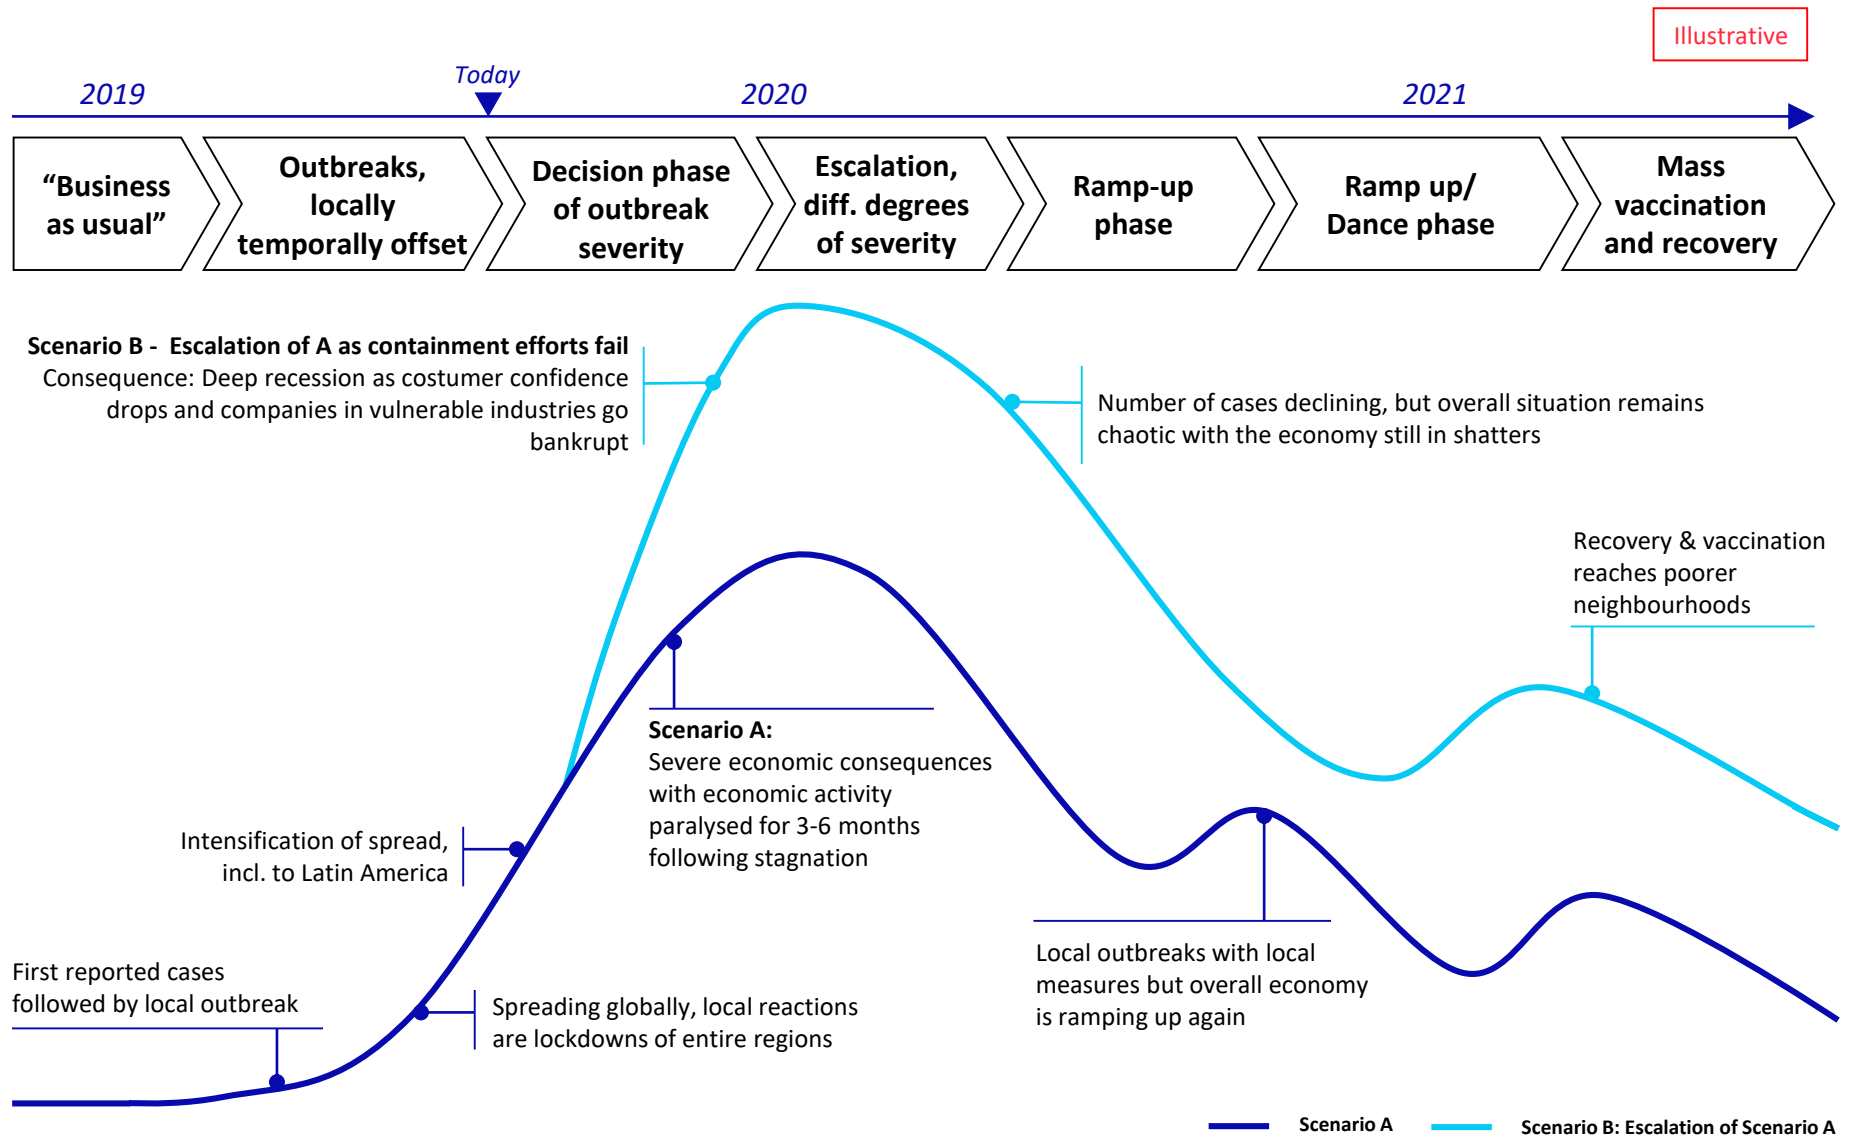 Illustrative
2019
Today
2020
2021
“Business
as usual”
Outbreaks,
locally
temporally offset
Decision phase
of outbreak
severity
Escalation,
diff. degrees
of severity
Ramp-up
phase
Ramp up/
Dance phase
Mass
vaccination
and recovery
Scenario B - Escalation of A as containment efforts fail
Consequence: Deep recession as costumer confidence
drops and companies in vulnerable industries go
bankrupt
Number of cases declining, but overall situation remains
chaotic with the economy still in shatters
Recovery & vaccination
reaches poorer
neighbourhoods
Scenario A:
Severe economic consequences
with economic activity
paralysed for 3-6 months
following stagnation
Intensification of spread,
incl. to Latin America
Local outbreaks with local
measures but overall economy
is ramping up again
First reported cases
followed by local outbreak
Spreading globally, local reactions
are lockdowns of entire regions
Scenario A
Scenario B: Escalation of Scenario A